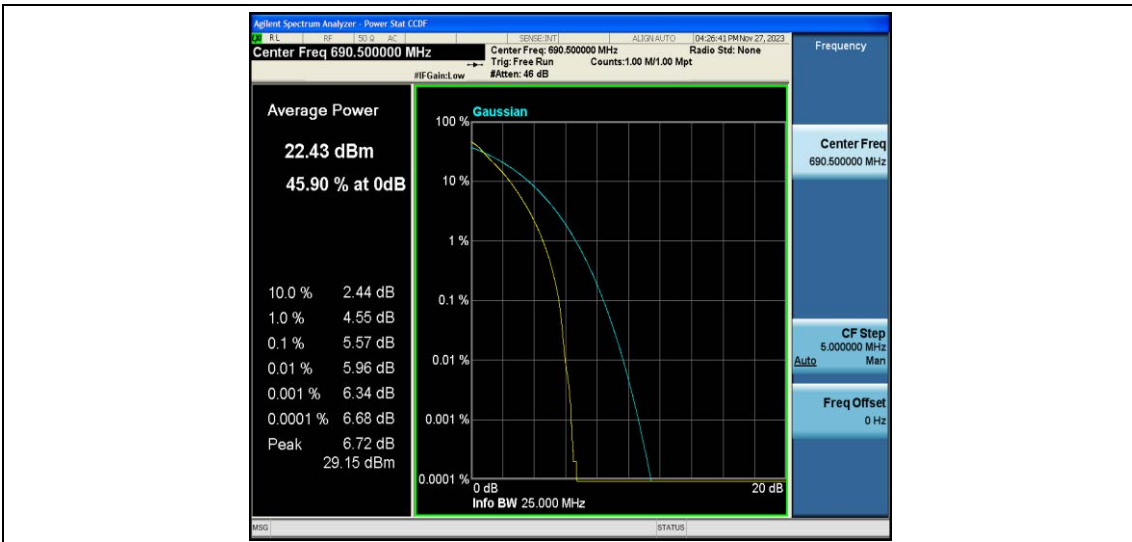 Agilent Spectrum Analyzer - Power Stat CCDF
RL RF 50 Ω AC SENSE:INT ALIGN AUTO 04:26:41 PM Nov 27, 2023
Center Freq 690.500000 MHz
Center Freq: 690.500000 MHz Radio Std: None
Trig: Free Run Counts:1.00 M/1.00 Mpt
#IFGain:Low #Atten: 46 dB
Frequency
Average Power
22.43 dBm
45.90 % at 0dB
10.0 % 2.44 dB
1.0 % 4.55 dB
0.1 % 5.57 dB
0.01 % 5.96 dB
0.001 % 6.34 dB
0.0001 % 6.68 dB
Peak 6.72 dB
29.15 dBm
Gaussian
100 %
10 %
1 %
0.1 %
0.01 %
0.001 %
0.0001 %
0 dB 20 dB
Info BW 25.000 MHz
Center Freq
690.500000 MHz
CF Step
5.000000 MHz
Auto Man
Freq Offset
0 Hz
MSG STATUS